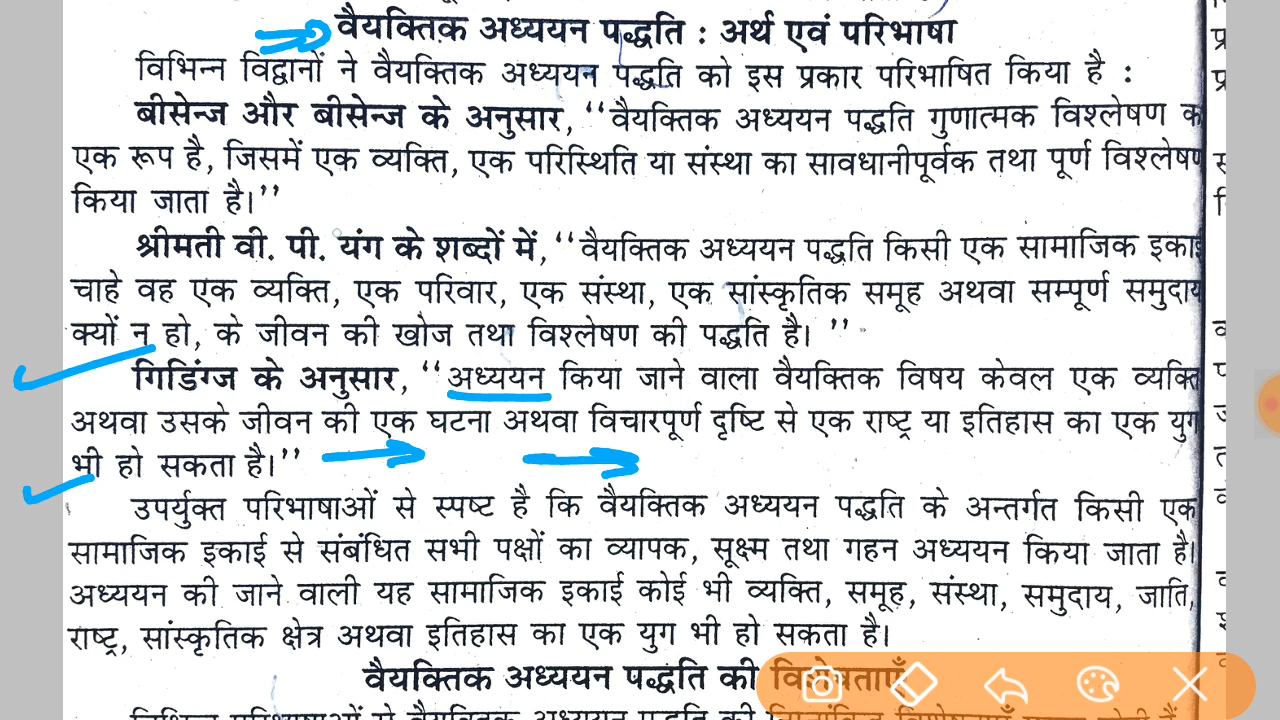 वैयक्तिक अध्ययन पद्धति : अर्थ एवं परिभाषा
विभिन्न विद्वानों ने वैयक्तिक अध्ययन पद्धति को इस प्रकार परिभाषित किया है :
बीसेन्ज और बीसेन्ज के अनुसार, ‘‘वैयक्तिक अध्ययन पद्धति गुणात्मक विश्लेषण क
एक रूप है, जिसमें एक व्यक्ति, एक परिस्थिति या संस्था का सावधानीपूर्वक तथा पूर्ण विश्लेषण
किया जाता है।’’
श्रीमती वी. पी. यंग के शब्दों में, ‘‘वैयक्तिक अध्ययन पद्धति किसी एक सामाजिक इकाई
चाहे वह एक व्यक्ति, एक परिवार, एक संस्था, एक सांस्कृतिक समूह अथवा सम्पूर्ण समुदाय
क्यों न हो, के जीवन की खोज तथा विश्लेषण की पद्धति है। ’’
गिडिंग्ज के अनुसार, ‘‘अध्ययन किया जाने वाला वैयक्तिक विषय केवल एक व्यक्ति
अथवा उसके जीवन की एक घटना अथवा विचारपूर्ण दृष्टि से एक राष्ट्र या इतिहास का एक युग
भी हो सकता है।’’
उपर्युक्त परिभाषाओं से स्पष्ट है कि वैयक्तिक अध्ययन पद्धति के अन्तर्गत किसी एक
सामाजिक इकाई से संबंधित सभी पक्षों का व्यापक, सूक्ष्म तथा गहन अध्ययन किया जाता है।
अध्ययन की जाने वाली यह सामाजिक इकाई कोई भी व्यक्ति, समूह, संस्था, समुदाय, जाति,
राष्ट्र, सांस्कृतिक क्षेत्र अथवा इतिहास का एक युग भी हो सकता है।
वैयक्तिक अध्ययन पद्धति की विशेषताएँ